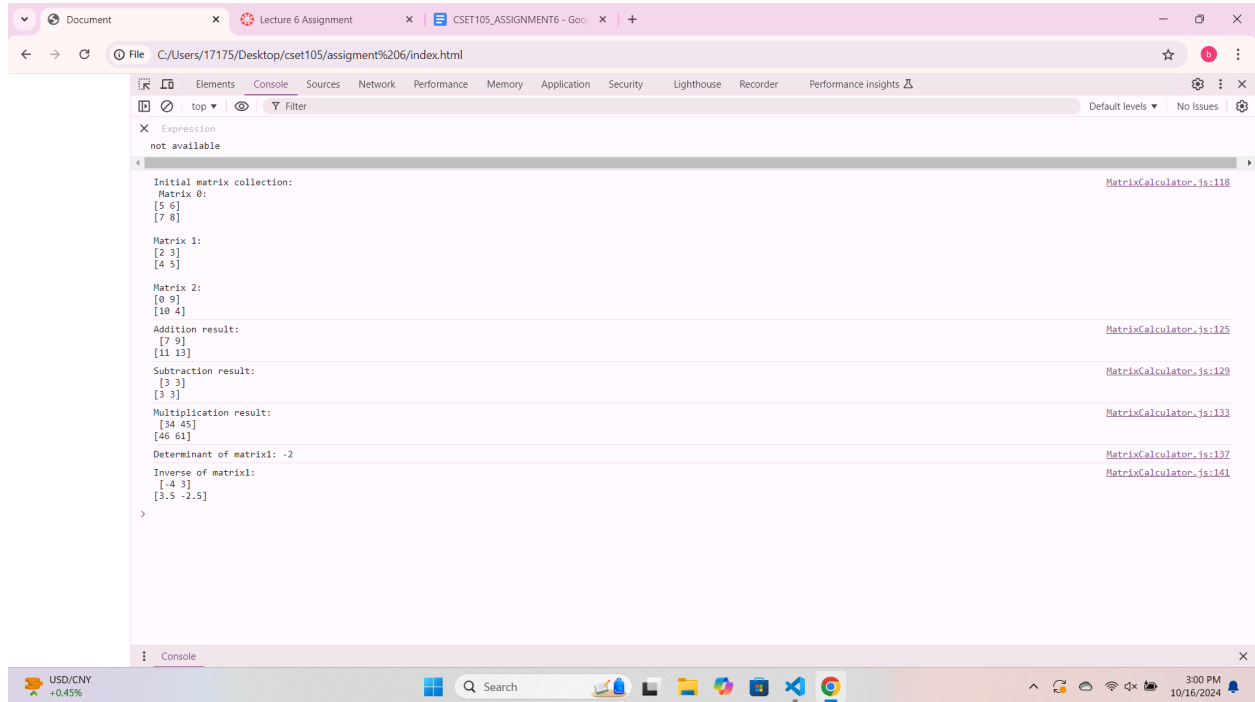 Document
Lecture 6 Assignment
CSET105_ASSIGNMENT6 - Goo
File C:/Users/17175/Desktop/cset105/assigment%206/index.html
b
Elements Console Sources Network Performance Memory Application Security Lighthouse Recorder Performance insights
top Filter Default levels No Issues
Expression
not available
Initial matrix collection: MatrixCalculator.js:118
Matrix 0:
[5 6]
[7 8]
Matrix 1:
[2 3]
[4 5]
Matrix 2:
[0 9]
[10 4]
Addition result: MatrixCalculator.js:125
[7 9]
[11 13]
Subtraction result: MatrixCalculator.js:129
[3 3]
[3 3]
Multiplication result: MatrixCalculator.js:133
[34 45]
[46 61]
Determinant of matrix1: -2 MatrixCalculator.js:137
Inverse of matrix1: MatrixCalculator.js:141
[-4 3]
[3.5 -2.5]
Console
USD/CNY
+0.45%
Search
3:00 PM
10/16/2024